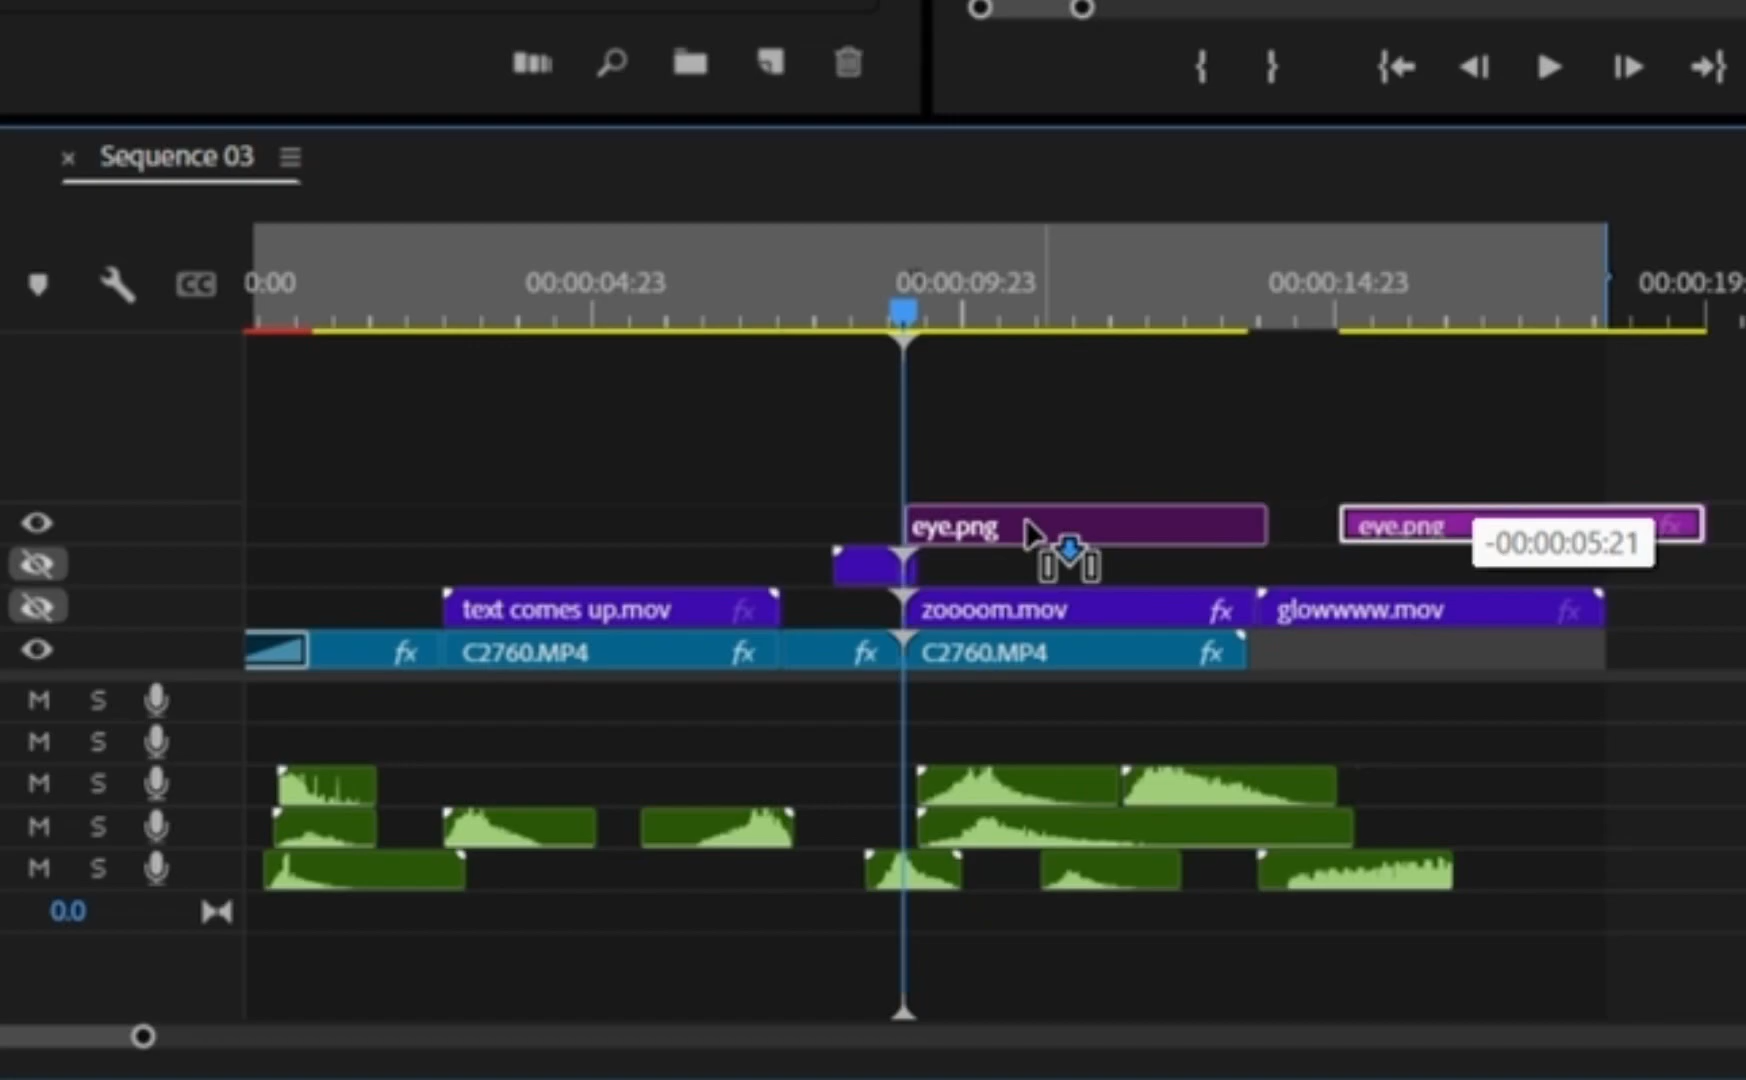 × Sequence 03
CC 0:00 00:00:04:23 00:00:09:23 00:00:14:23 00:00:19:
eye.png eye.png fx
-00:00:05:21
text comes up.mov fx zoooom.mov fx glowwww.mov fx
fx C2760.MP4 fx fx C2760.MP4 fx
M S
M S
M S
M S
M S
0.0